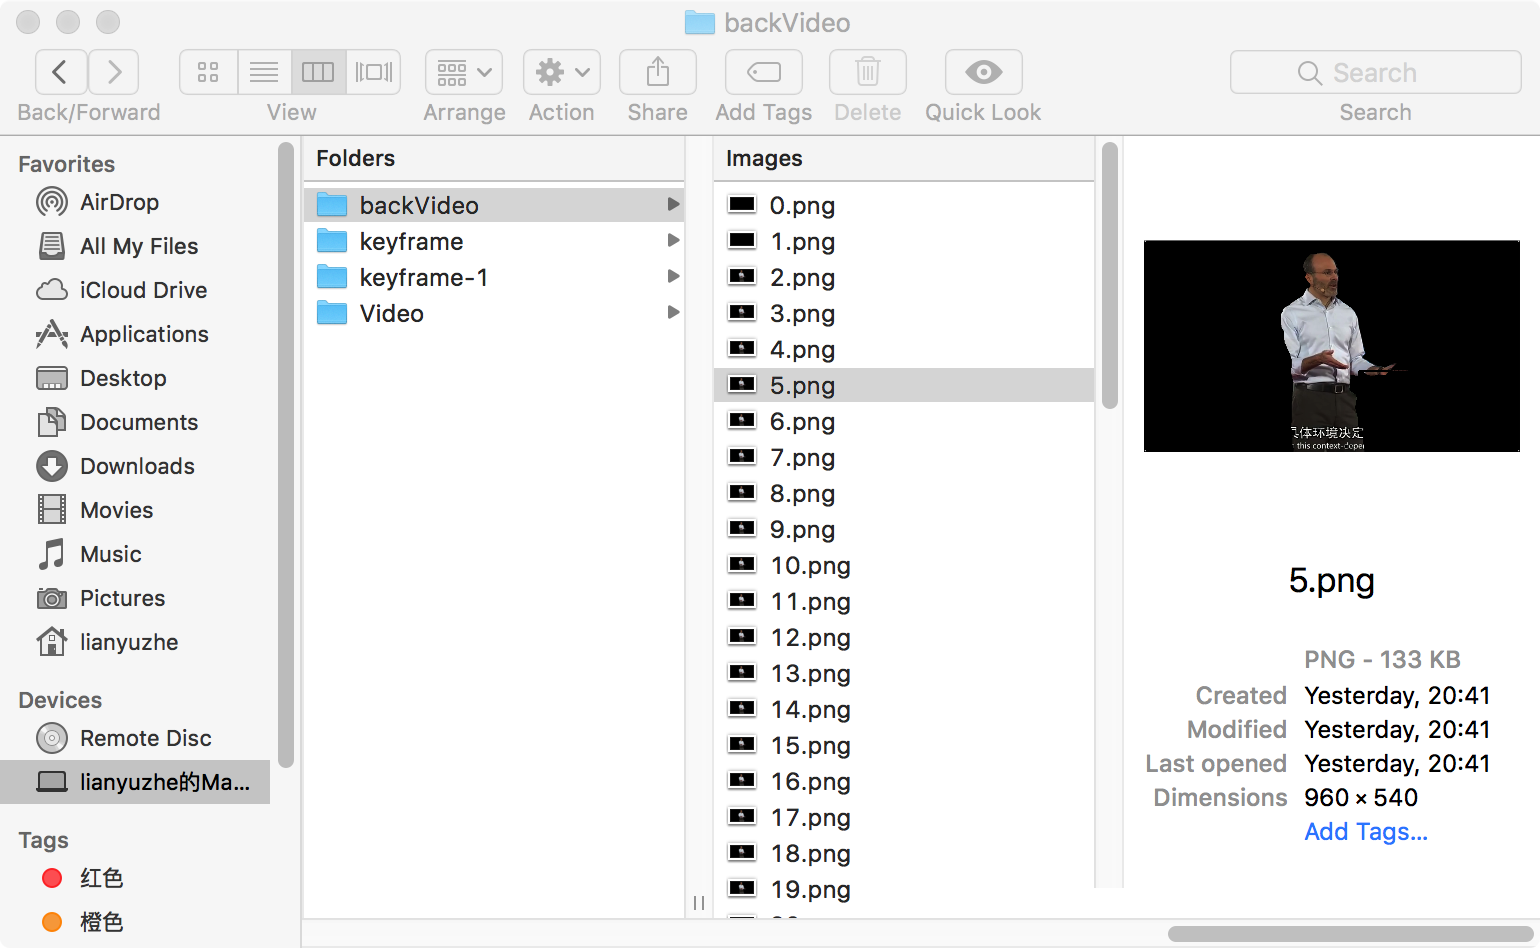 backVideo
Back/Forward
View
Arrange
Action
Share
Add Tags
Delete
Quick Look
Search
Search
Favorites
AirDrop
All My Files
iCloud Drive
Applications
Desktop
Documents
Downloads
Movies
Music
Pictures
lianyuzhe
Devices
Remote Disc
lianyuzhe的Ma...
Tags
红色
橙色
Folders
backVideo
keyframe
keyframe-1
Video
Images
0.png
1.png
2.png
3.png
4.png
5.png
6.png
7.png
8.png
9.png
10.png
11.png
12.png
13.png
14.png
15.png
16.png
17.png
18.png
19.png
体环境决定
this context-depe
5.png
PNG - 133 KB
Created Yesterday, 20:41
Modified Yesterday, 20:41
Last opened Yesterday, 20:41
Dimensions 960 × 540
Add Tags...